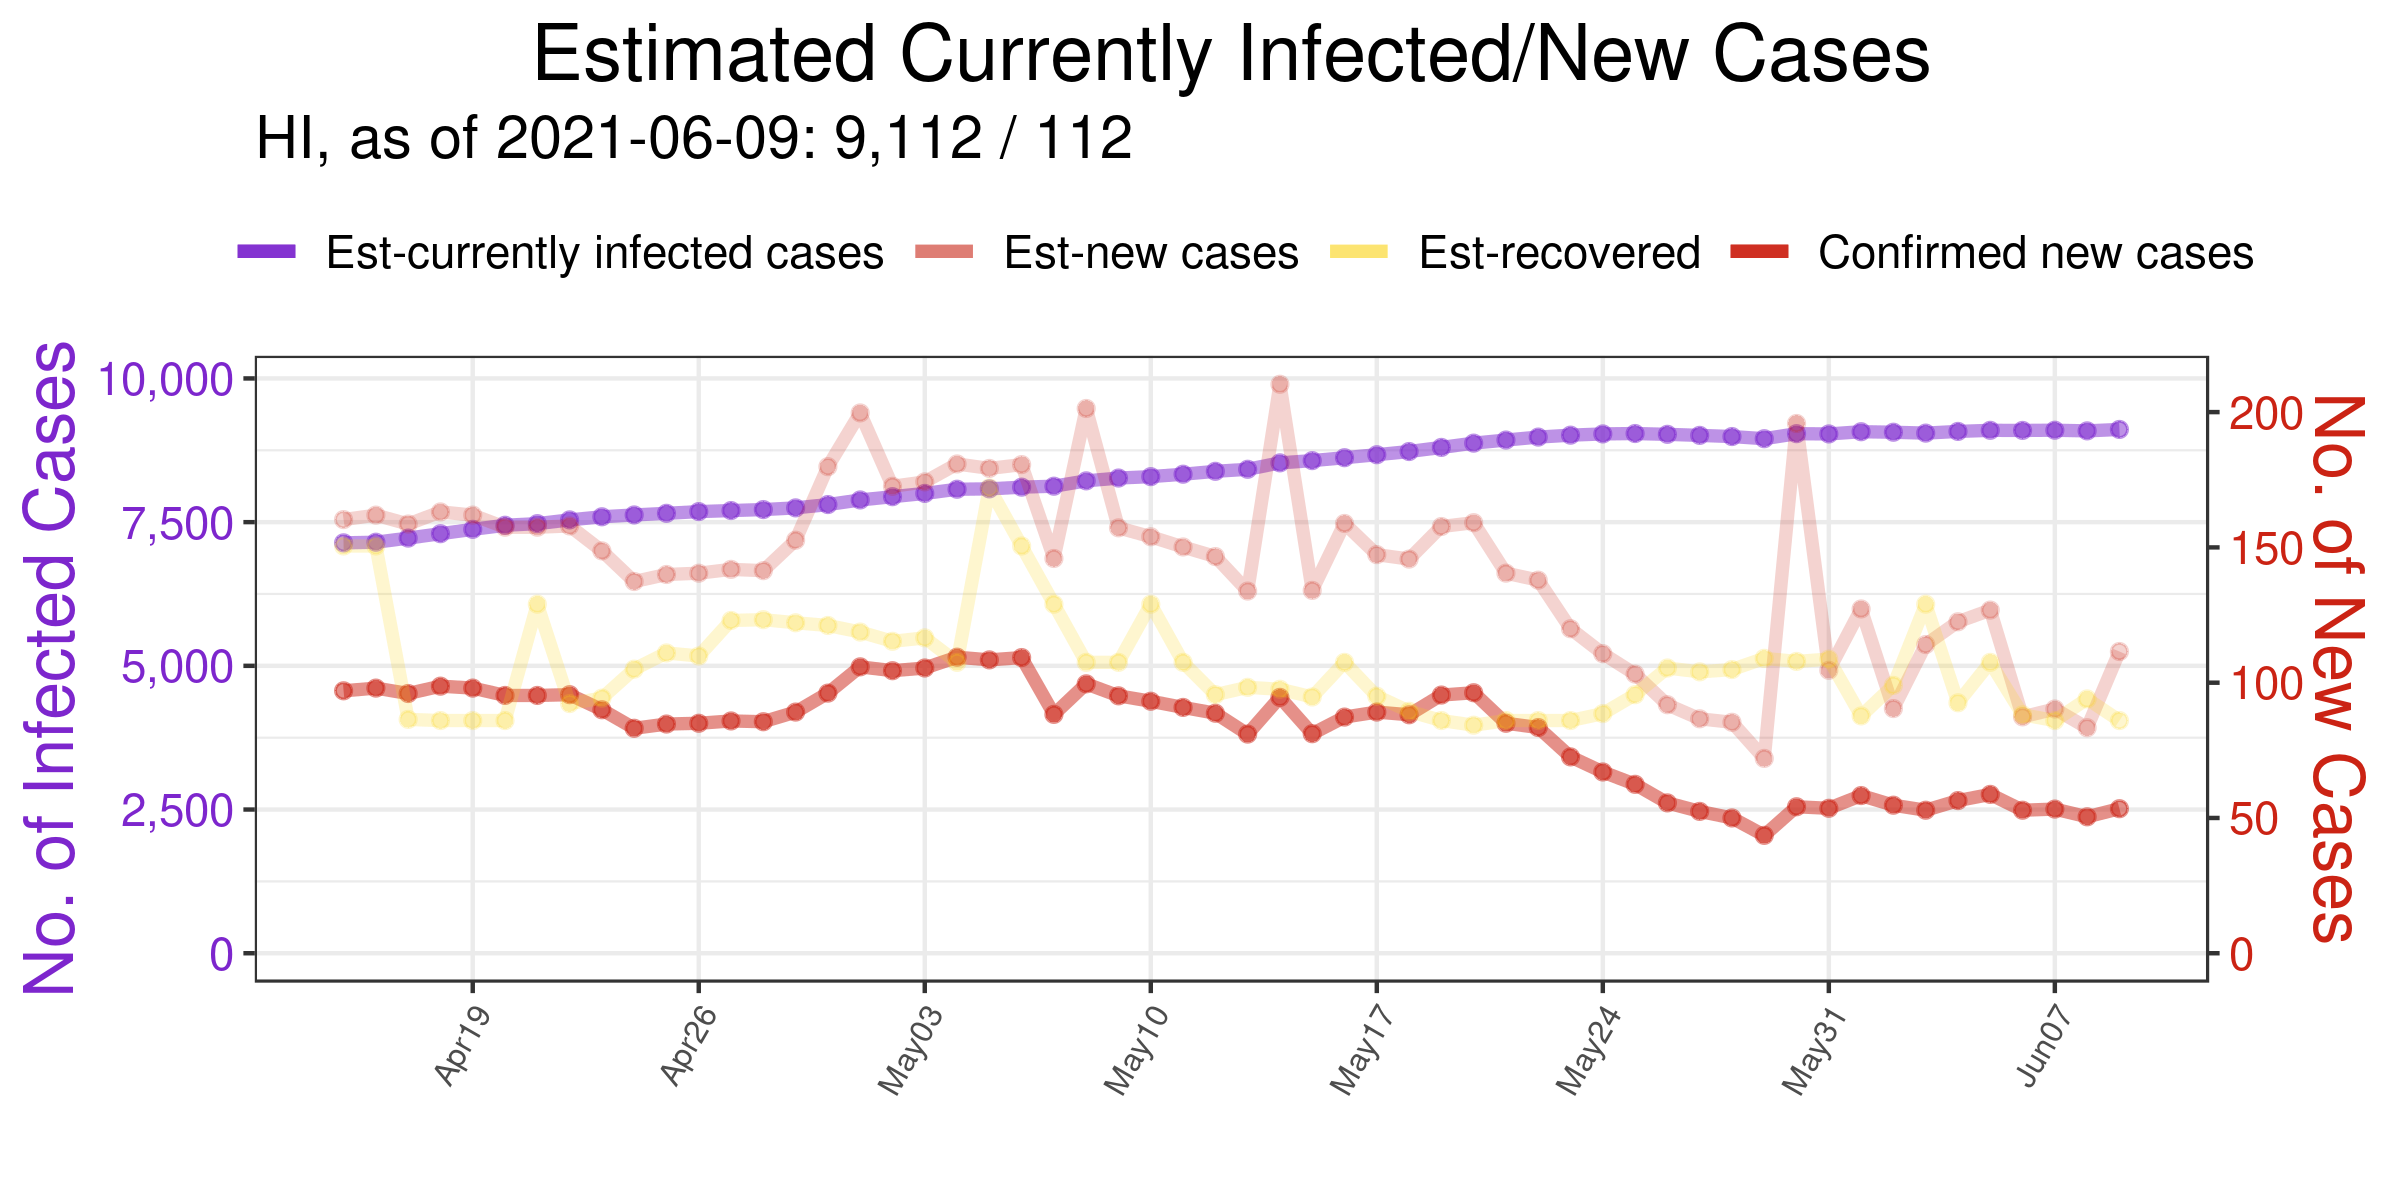 Estimated Currently Infected/New Cases
HI, as of 2021-06-09: 9,112 / 112
Est-currently infected cases Est-new cases Est-recovered Confirmed new cases
No. of Infected Cases
10,000
7,500
5,000
2,500
0
200
150
100
50
0
No. of New Cases
Apr19 Apr26 May03 May10 May17 May24 May31 Jun07